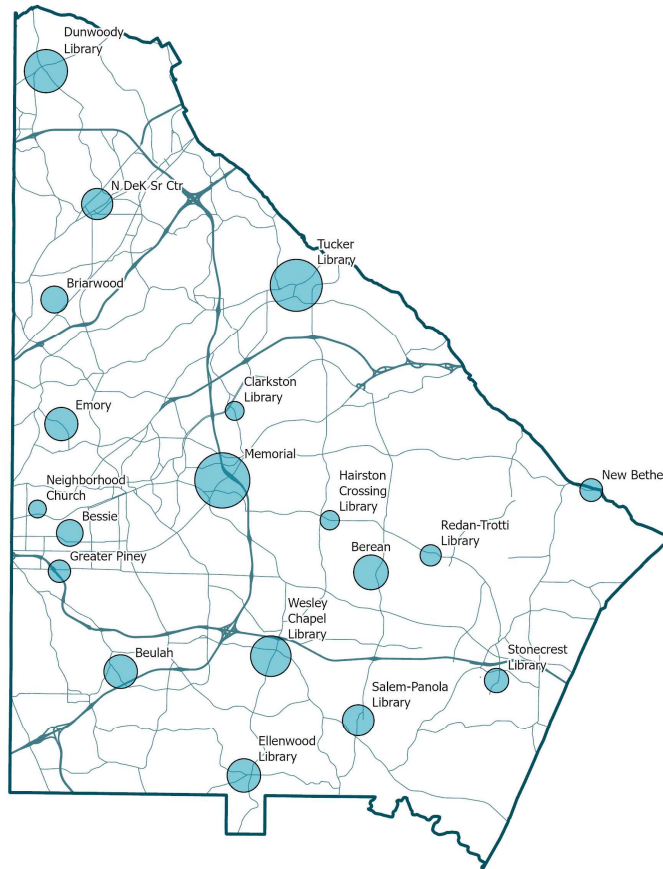 Dunwoody
Library
N DeK Sr Ctr
Tucker
Library
Briarwood
Clarkston
Library
Emory
Memorial
Neighborhood
Church
Hairston
Crossing
Library
New Bethe
Bessie
Redan-Trotti
Library
Berean
Greater Piney
Wesley
Chapel
Library
Beulah
Stonecrest
Library
Salem-Panola
Library
Ellenwood
Library